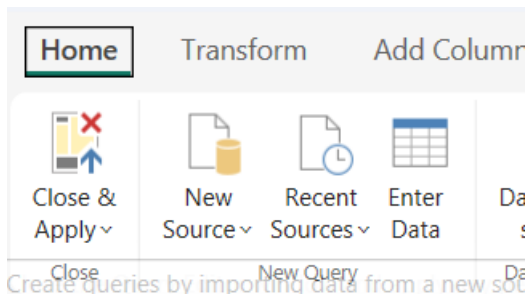 Home Transform Add Column
Close & New Recent Enter
Apply Source Sources Data
Close New Query
Create queries by importing data from a new